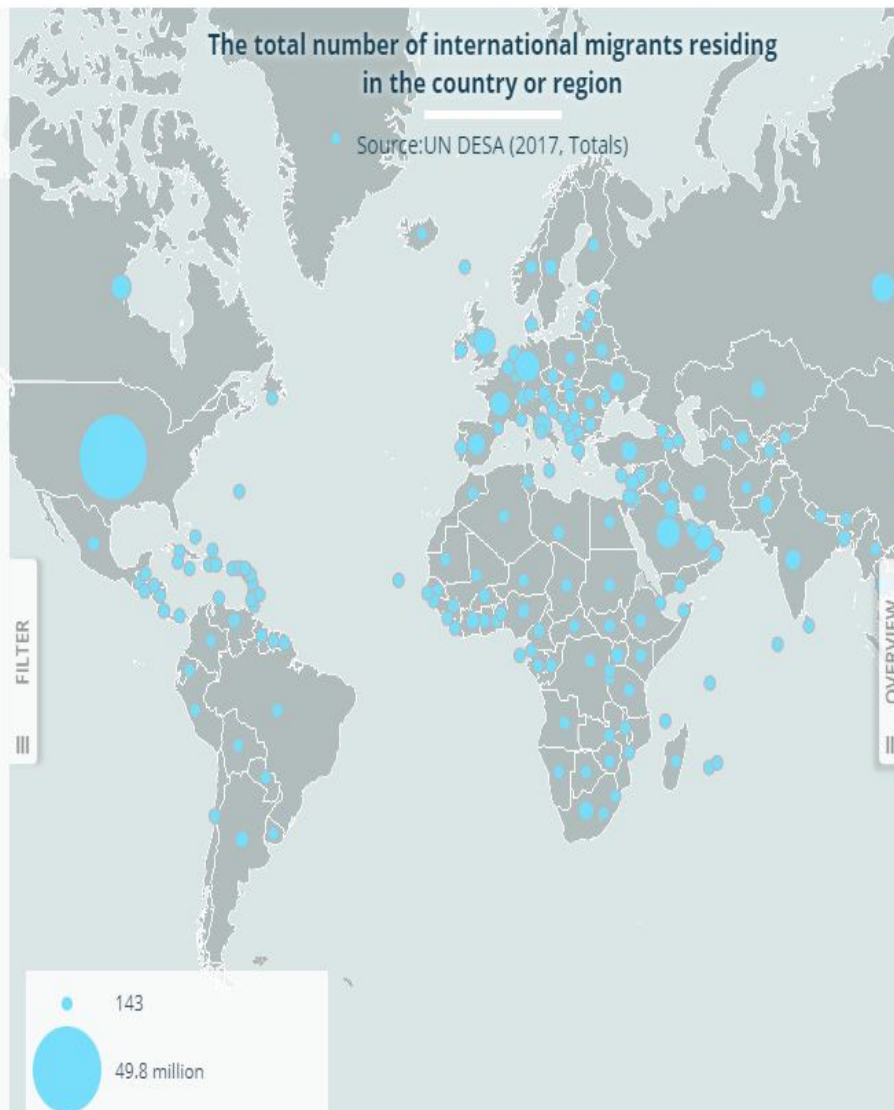 The total number of international migrants residing
in the country or region
Source:UN DESA (2017, Totals)
FILTER
OVERVIEW
143
49.8 million